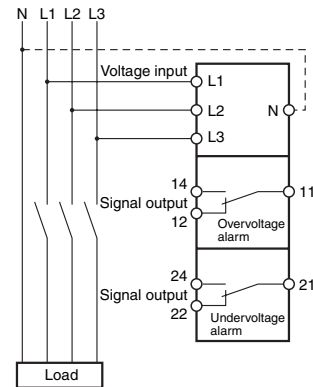 N L1 L2 L3
Voltage input
L1
L2
N
L3
14
11
Signal output
12
Overvoltage
alarm
24
21
Signal output
22
Undervoltage
alarm
Load